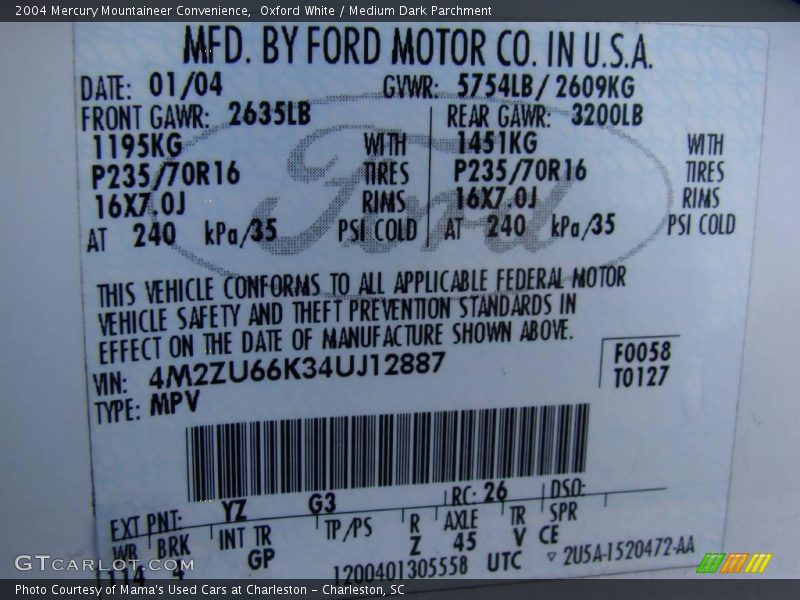 2004 Mercury Mountaineer Convenience,  Oxford White / Medium Dark Parchment
MFD. BY FORD MOTOR CO. IN U.S.A.
DATE: 01/04 GVWR: 5754LB / 2609KG
FRONT GAWR: 2635LB REAR GAWR: 3200LB
1195KG WITH 1451KG WITH
P235/70R16 TIRES P235/70R16 TIRES
16X7.0J RIMS 16X7.0J RIMS
AT 240 kPa/35 PSI COLD AT 240 kPa/35 PSI COLD
Ford
THIS VEHICLE CONFORMS TO ALL APPLICABLE FEDERAL MOTOR
VEHICLE SAFETY AND THEFT PREVENTION STANDARDS IN
EFFECT ON THE DATE OF MANUFACTURE SHOWN ABOVE.
VIN: 4M2ZU66K34UJ12887 F0058
TYPE: MPV T0127
EXT PNT: YZ G3 RC: 26 DSO:
WB BRK INT TR TP/PS R AXLE TR SPR
114 4 GP Z 45 V CE
1200401305558 UTC ▽ 2U5A-1520472-AA
GTCarlot.com
Photo Courtesy of Mama's Used Cars at Charleston - Charleston, SC